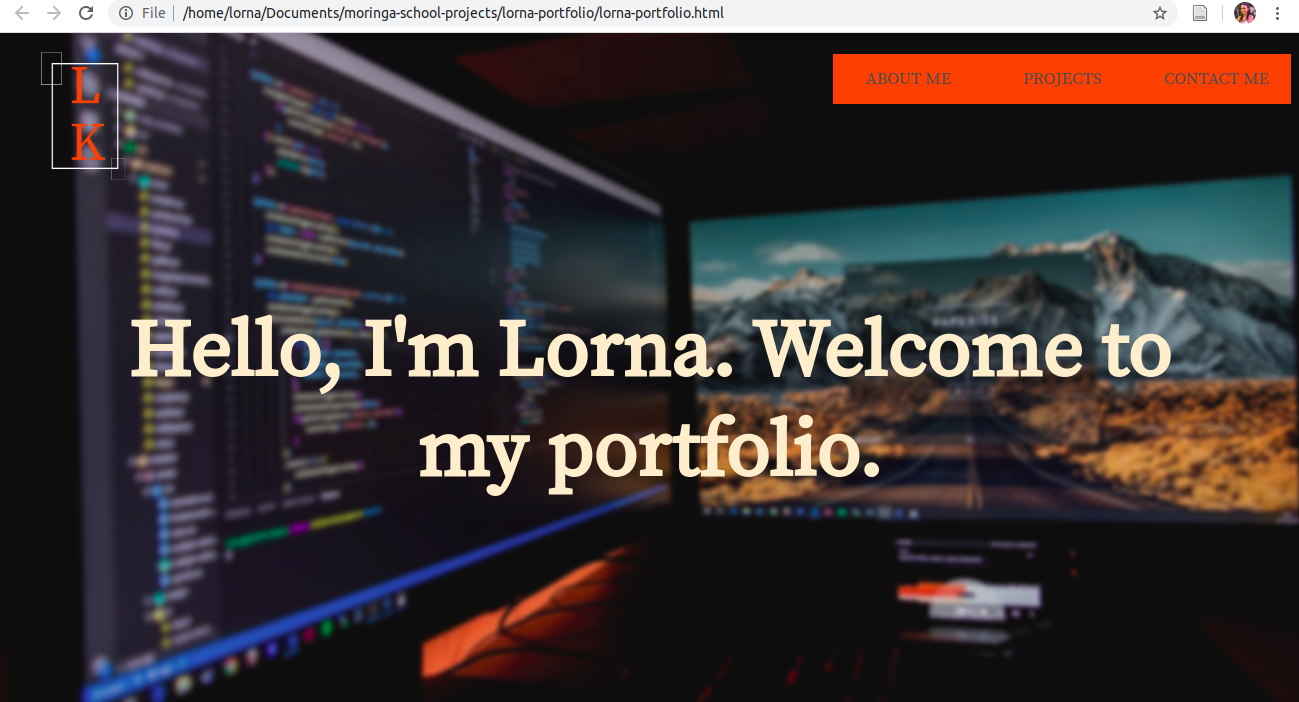 File
/home/lorna/Documents/moringa-school-projects/lorna-portfolio/lorna-portfolio.html
L
K
ABOUT ME PROJECTS CONTACT ME
Hello, I'm Lorna. Welcome to
my portfolio.